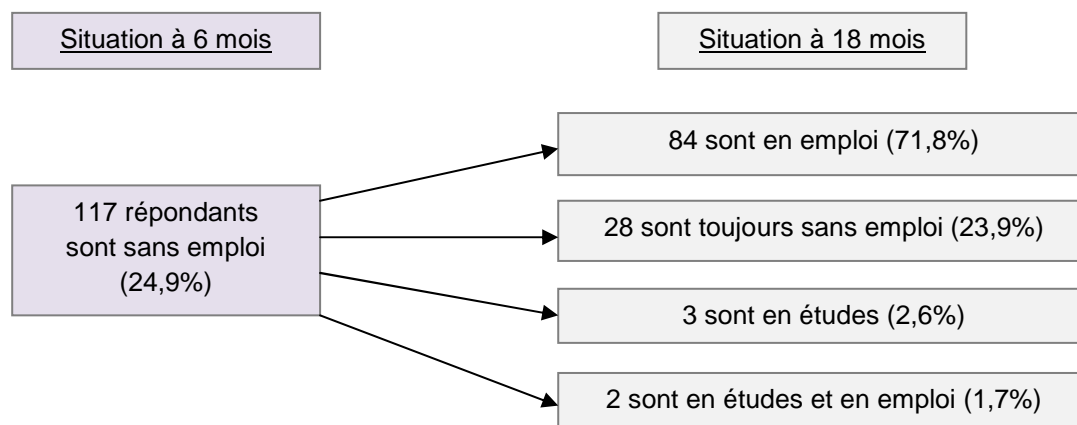 Situation à 6 mois
Situation à 18 mois
117 répondants
sont sans emploi
(24,9%)
84 sont en emploi (71,8%)
28 sont toujours sans emploi (23,9%)
3 sont en études (2,6%)
2 sont en études et en emploi (1,7%)